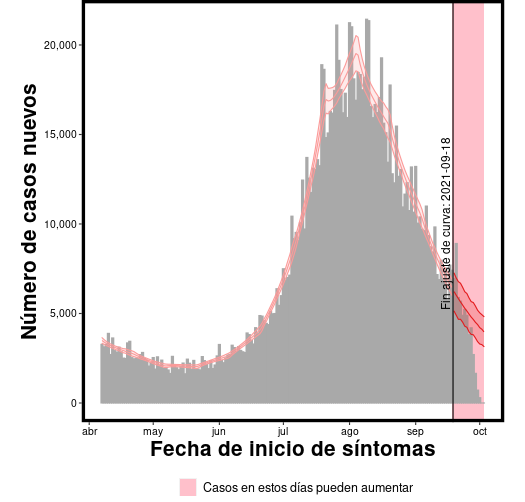 Número de casos nuevos
20,000
15,000
10,000
5,000
0
Fin ajuste de curva: 2021-09-18
abr may jun jul ago sep oct
Fecha de inicio de síntomas
Casos en estos días pueden aumentar